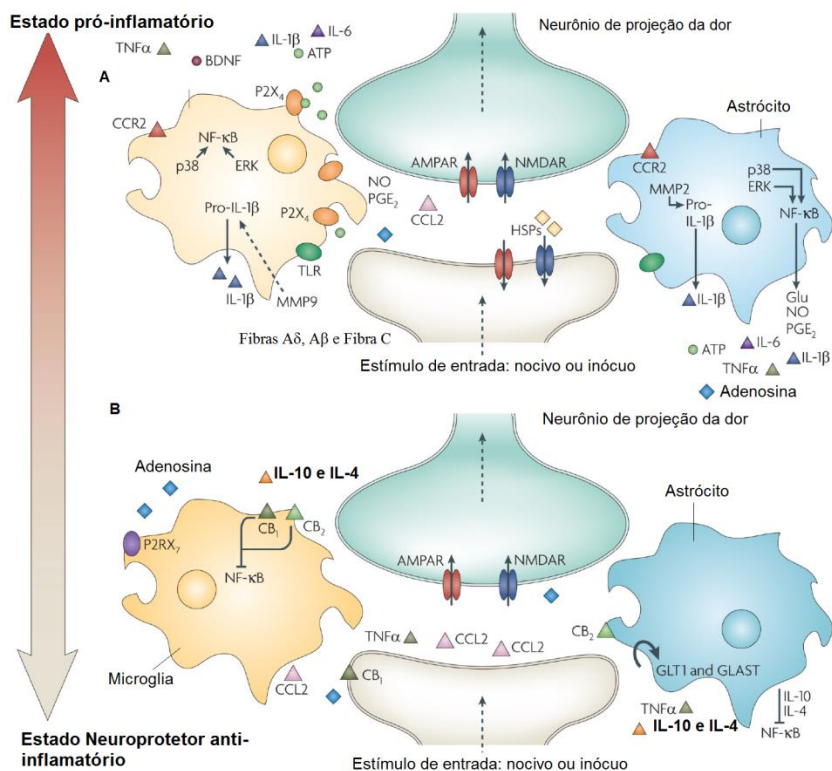 Estado pró-inflamatório
TNFα
BDNF
IL-1β
IL-6
ATP
Neurônio de projeção da dor
A
P2X4
CCR2
NF-κB
p38
ERK
Pro-IL-1β
P2X4
TLR
IL-1β
MMP9
NO
PGE2
CCL2
AMPAR
NMDAR
HSPs
Astrócito
CCR2
MMP2
Pro-
IL-1β
p38
ERK
NF-κB
IL-1β
Glu
NO
PGE2
Fibras Aδ, Aβ e Fibra C
Estímulo de entrada: nocivo ou inócuo
ATP
IL-6
TNFα
IL-1β
Adenosina
B
Neurônio de projeção da dor
Adenosina
IL-10 e IL-4
CB1
CB2
P2RX7
NF-κB
Microglia
CCL2
AMPAR
NMDAR
TNFα
CCL2
CCL2
CB1
Astrócito
CB2
GLT1 and GLAST
TNFα
IL-10 e IL-4
IL-10
IL-4
NF-κB
Estado Neuroprotetor anti-
inflamatório
Estímulo de entrada: nocivo ou inócuo